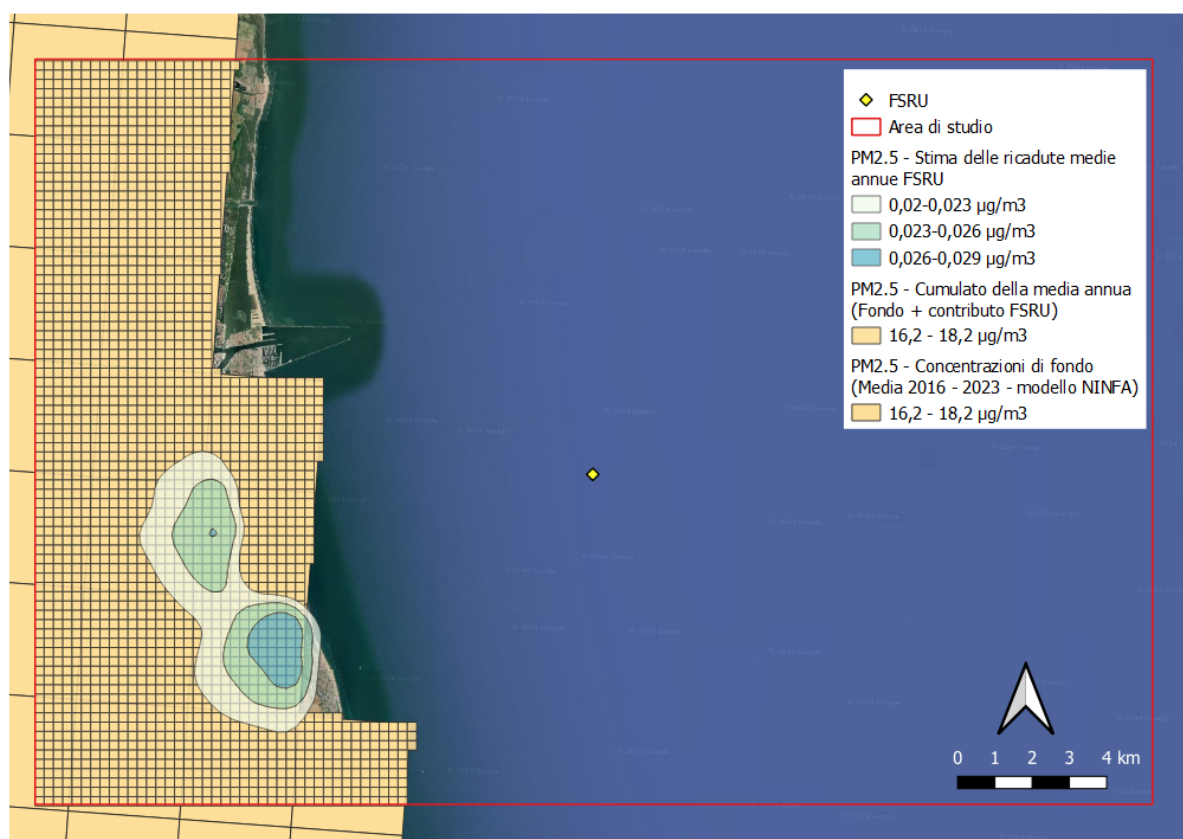 FSRU
Area di studio
PM2.5 - Stima delle ricadute medie
annue FSRU
0,02-0,023 µg/m3
0,023-0,026 µg/m3
0,026-0,029 µg/m3
PM2.5 - Cumulato della media annua
(Fondo + contributo FSRU)
16,2 - 18,2 µg/m3
PM2.5 - Concentrazioni di fondo
(Media 2016 - 2023 - modello NINFA)
16,2 - 18,2 µg/m3
0 1 2 3 4 km